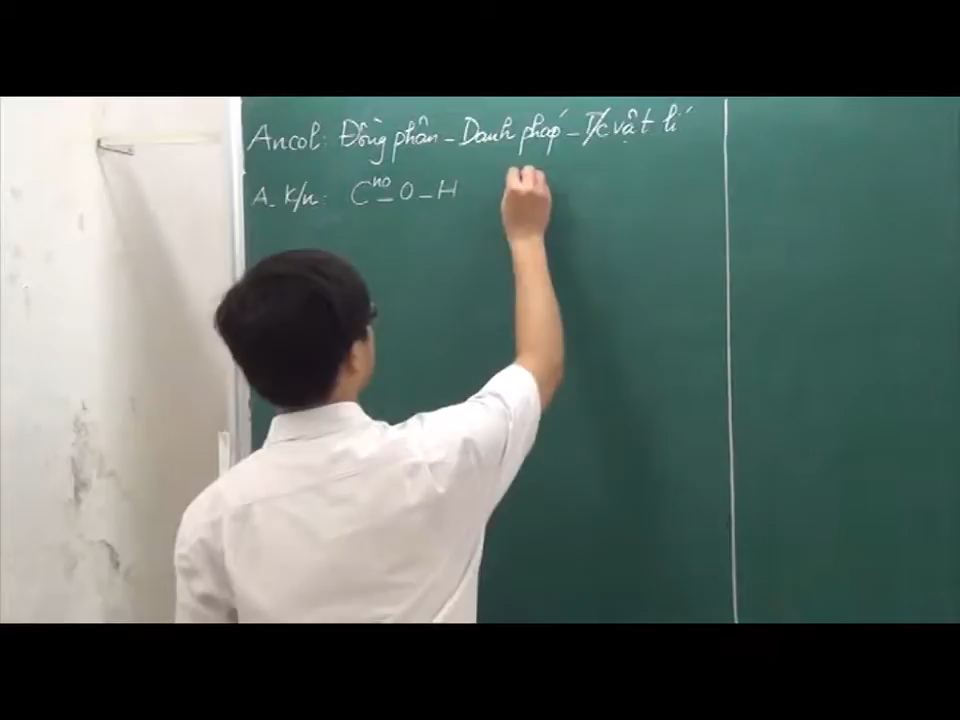 Ancol: Đồng phân - Danh pháp - T/c vật lí
A. K/n: C^no - O - H